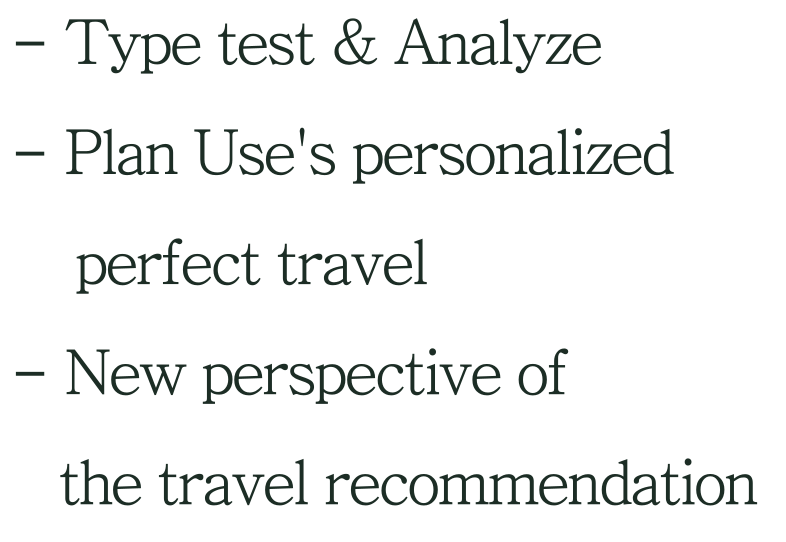 - Type test & Analyze
- Plan Use's personalized
perfect travel
- New perspective of
the travel recommendation